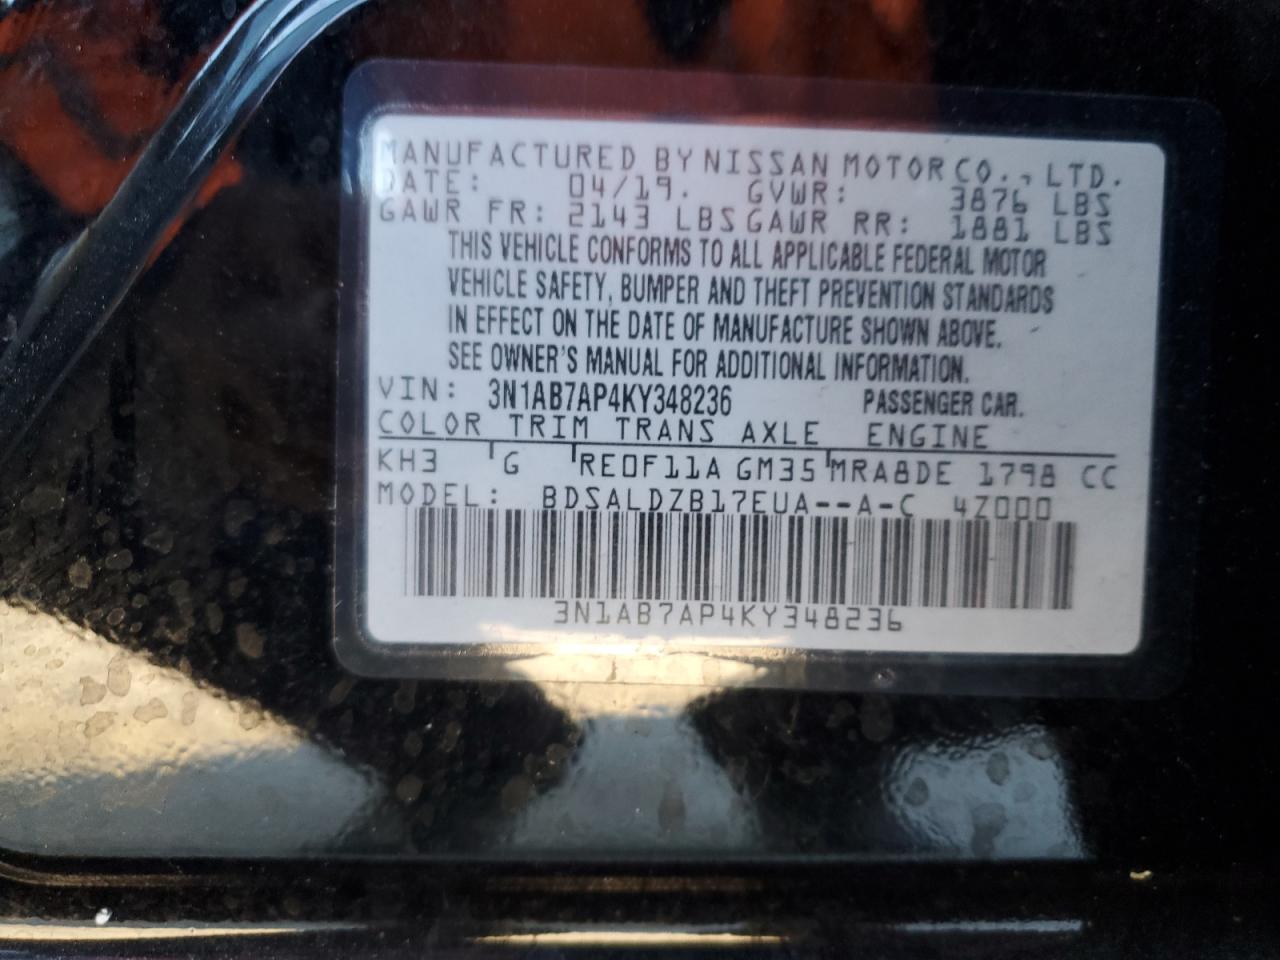 MANUFACTURED BY NISSAN MOTOR CO., LTD.
DATE: 04/19. GVWR: 3876 LBS
GAWR FR: 2143 LBS GAWR RR: 1881 LBS
THIS VEHICLE CONFORMS TO ALL APPLICABLE FEDERAL MOTOR
VEHICLE SAFETY, BUMPER AND THEFT PREVENTION STANDARDS
IN EFFECT ON THE DATE OF MANUFACTURE SHOWN ABOVE.
SEE OWNER'S MANUAL FOR ADDITIONAL INFORMATION.
VIN: 3N1AB7AP4KY348236 PASSENGER CAR.
COLOR TRIM TRANS AXLE ENGINE
KH3 G RE0F11A GM35 MRA8DE 1798 CC
MODEL: BDSALDZB17EUA--A-C 4Z000
3N1AB7AP4KY348236